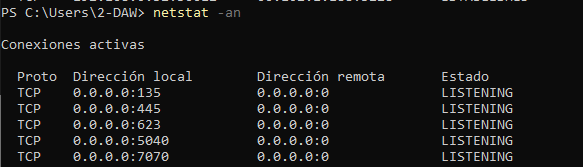 PS C:\Users\2-DAW> netstat -an
Conexiones activas
Proto Dirección local Dirección remota Estado
TCP 0.0.0.0:135 0.0.0.0:0 LISTENING
TCP 0.0.0.0:445 0.0.0.0:0 LISTENING
TCP 0.0.0.0:623 0.0.0.0:0 LISTENING
TCP 0.0.0.0:5040 0.0.0.0:0 LISTENING
TCP 0.0.0.0:7070 0.0.0.0:0 LISTENING